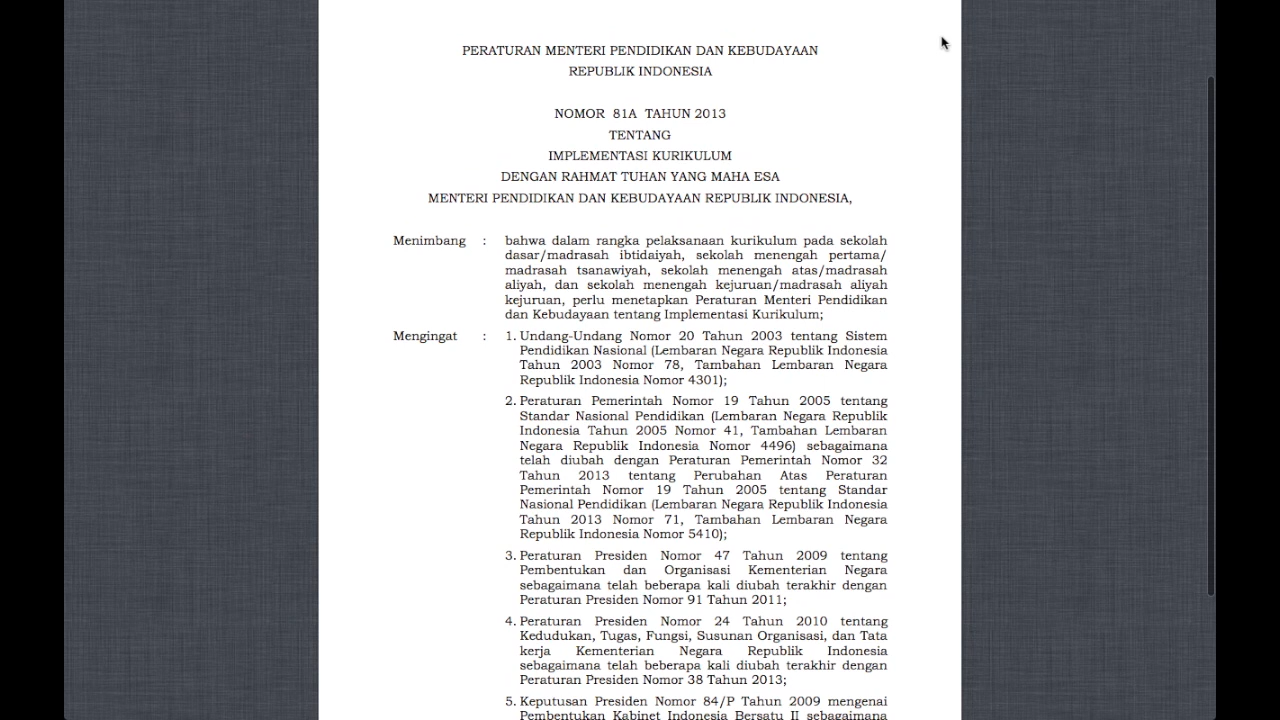 PERATURAN MENTERI PENDIDIKAN DAN KEBUDAYAAN
REPUBLIK INDONESIA
NOMOR 81A TAHUN 2013
TENTANG
IMPLEMENTASI KURIKULUM
DENGAN RAHMAT TUHAN YANG MAHA ESA
MENTERI PENDIDIKAN DAN KEBUDAYAAN REPUBLIK INDONESIA,
Menimbang : bahwa dalam rangka pelaksanaan kurikulum pada sekolah
dasar/madrasah ibtidaiyah, sekolah menengah pertama/
madrasah tsanawiyah, sekolah menengah atas/madrasah
aliyah, dan sekolah menengah kejuruan/madrasah aliyah
kejuruan, perlu menetapkan Peraturan Menteri Pendidikan
dan Kebudayaan tentang Implementasi Kurikulum;
Mengingat : 1. Undang-Undang Nomor 20 Tahun 2003 tentang Sistem
Pendidikan Nasional (Lembaran Negara Republik Indonesia
Tahun 2003 Nomor 78, Tambahan Lembaran Negara
Republik Indonesia Nomor 4301);
2. Peraturan Pemerintah Nomor 19 Tahun 2005 tentang
Standar Nasional Pendidikan (Lembaran Negara Republik
Indonesia Tahun 2005 Nomor 41, Tambahan Lembaran
Negara Republik Indonesia Nomor 4496) sebagaimana
telah diubah dengan Peraturan Pemerintah Nomor 32
Tahun 2013 tentang Perubahan Atas Peraturan
Pemerintah Nomor 19 Tahun 2005 tentang Standar
Nasional Pendidikan (Lembaran Negara Republik Indonesia
Tahun 2013 Nomor 71, Tambahan Lembaran Negara
Republik Indonesia Nomor 5410);
3. Peraturan Presiden Nomor 47 Tahun 2009 tentang
Pembentukan dan Organisasi Kementerian Negara
sebagaimana telah beberapa kali diubah terakhir dengan
Peraturan Presiden Nomor 91 Tahun 2011;
4. Peraturan Presiden Nomor 24 Tahun 2010 tentang
Kedudukan, Tugas, Fungsi, Susunan Organisasi, dan Tata
kerja Kementerian Negara Republik Indonesia
sebagaimana telah beberapa kali diubah terakhir dengan
Peraturan Presiden Nomor 38 Tahun 2013;
5. Keputusan Presiden Nomor 84/P Tahun 2009 mengenai
Pembentukan Kabinet Indonesia Bersatu II sebagaimana